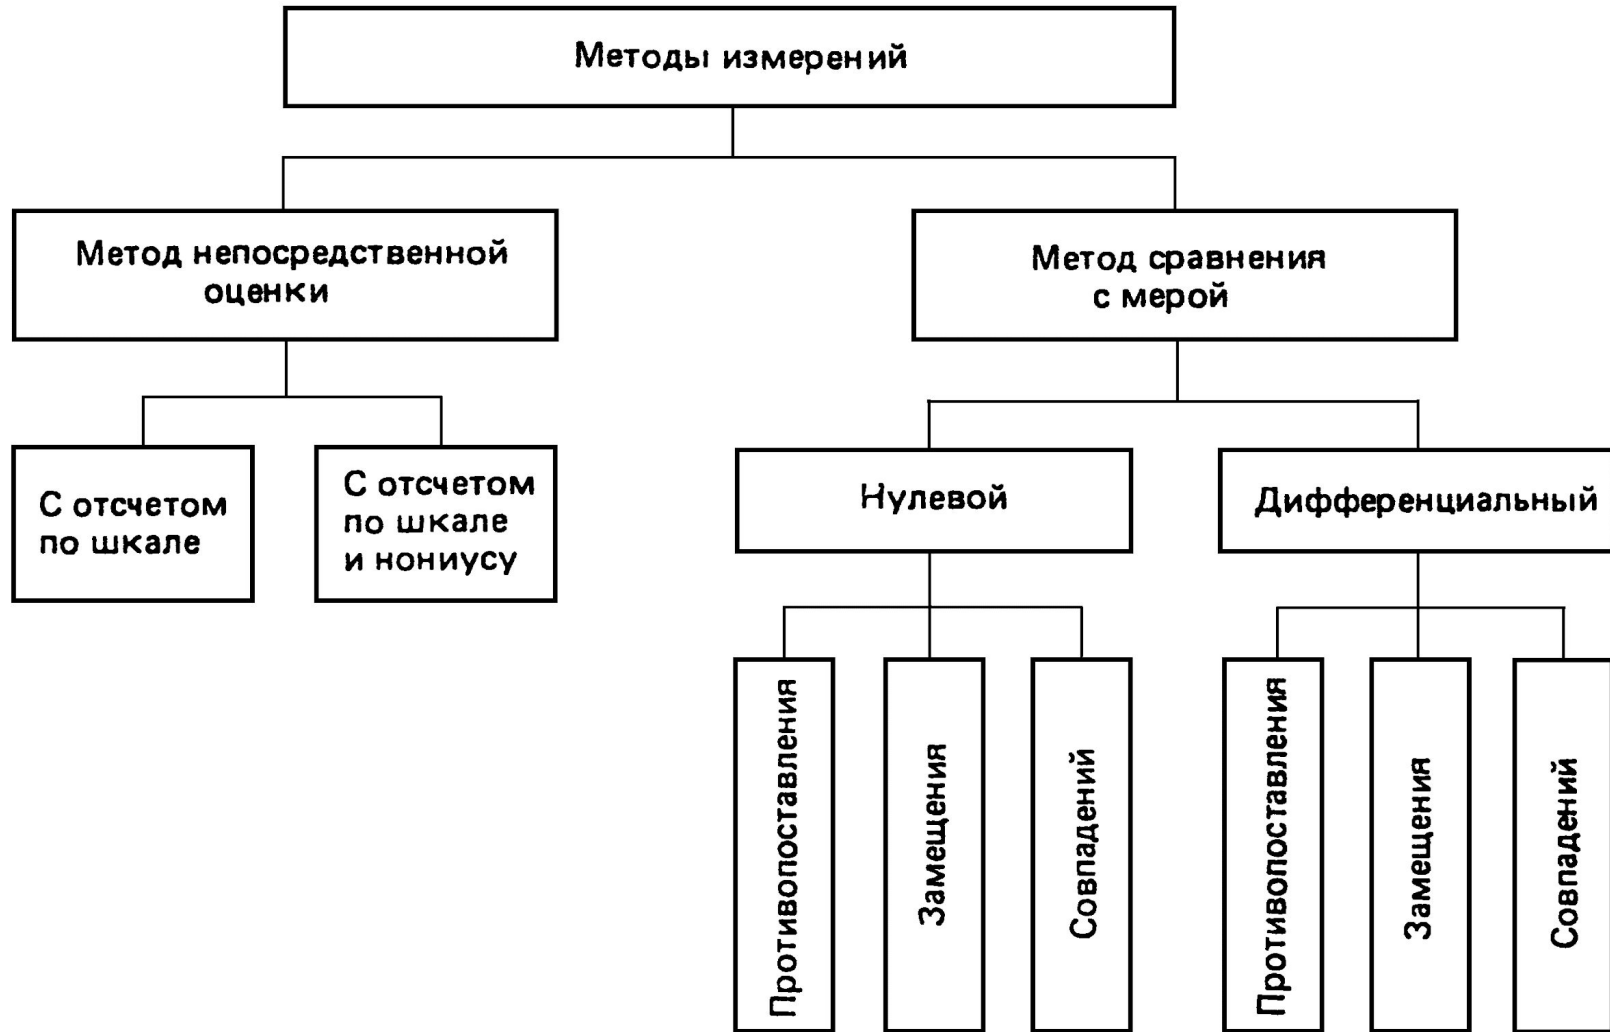 Методы измерений
Метод непосредственной
оценки
Метод сравнения
с мерой
С отсчетом
по шкале
С отсчетом
по шкале
и нониусу
Нулевой
Дифференциальный
Противопоставления
Замещения
Совпадений
Противопоставления
Замещения
Совпадений